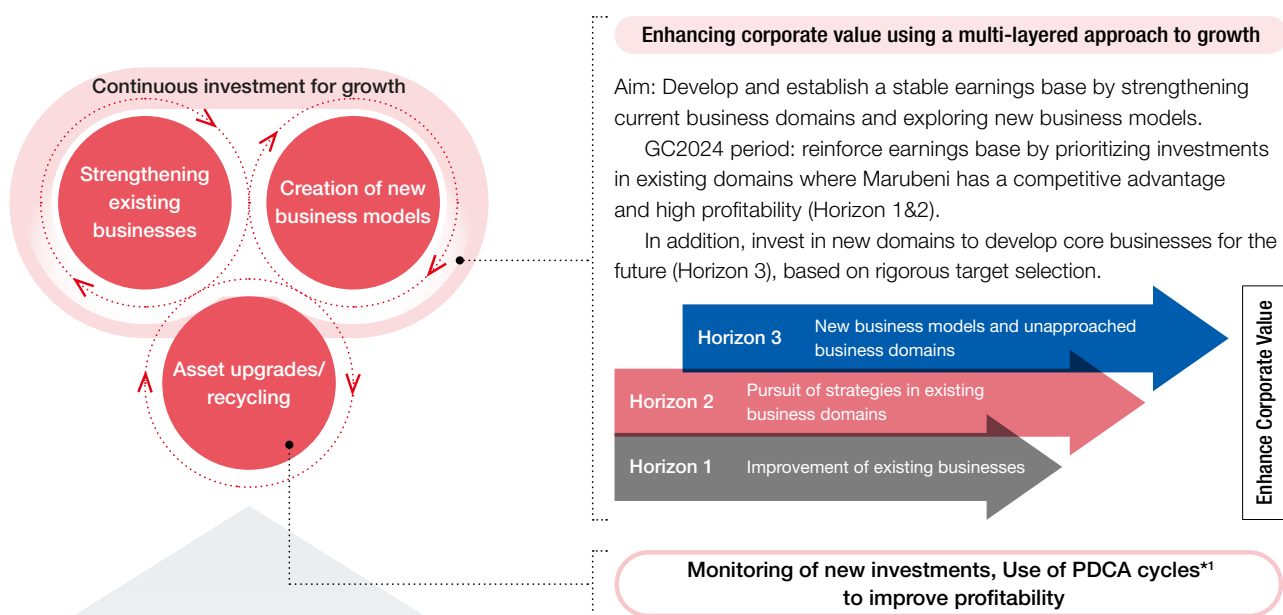 Continuous investment for growth
Strengthening
existing
businesses
Creation of new
business models
Asset upgrades/
recycling
Enhancing corporate value using a multi-layered approach to growth
Aim: Develop and establish a stable earnings base by strengthening
current business domains and exploring new business models.
GC2024 period: reinforce earnings base by prioritizing investments
in existing domains where Marubeni has a competitive advantage
and high profitability (Horizon 1&2).
In addition, invest in new domains to develop core businesses for the
future (Horizon 3), based on rigorous target selection.
Horizon 3
New business models and unapproached
business domains
Horizon 2
Pursuit of strategies in existing
business domains
Horizon 1
Improvement of existing businesses
Enhance Corporate Value
Monitoring of new investments, Use of PDCA cycles*1
to improve profitability